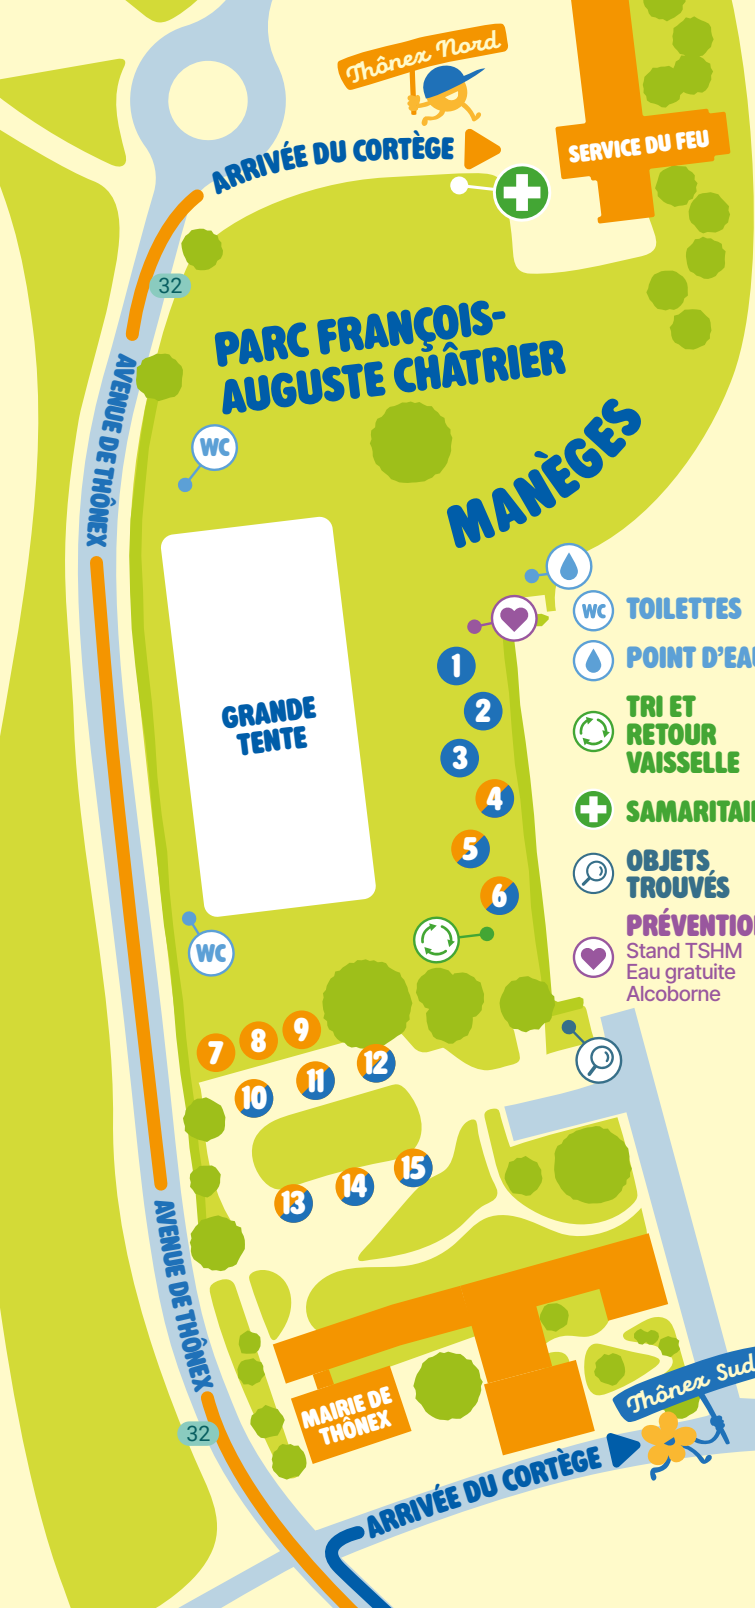 Thônex Nord
ARRIVÉE DU CORTÈGE
SERVICE DU FEU
32
PARC FRANÇOIS-
AUGUSTE CHÂTRIER
AVENUE DE THÔNEX
WC
MANÈGES
WC TOILETTES
POINT D'EAU
TRI ET
RETOUR
VAISSELLE
SAMARITAI
OBJETS
TROUVÉS
PRÉVENTIO
Stand TSHM
Eau gratuite
Alcoborne
GRANDE
TENTE
1
2
3
4
5
6
WC
7
8
9
10
11
12
13
14
15
AVENUE DE THÔNEX
MAIRIE DE
THÔNEX
Thônex Sud
32
ARRIVÉE DU CORTÈGE